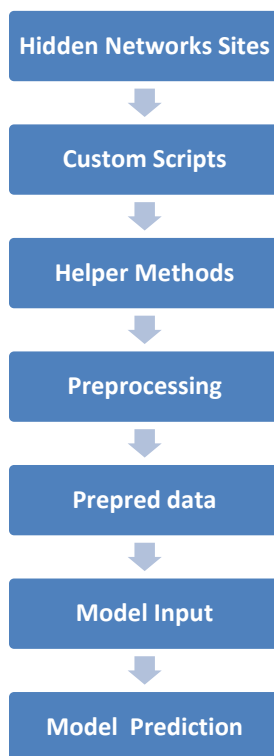 Hidden Networks Sites
Custom Scripts
Helper Methods
Preprocessing
Prepred data
Model Input
Model Prediction